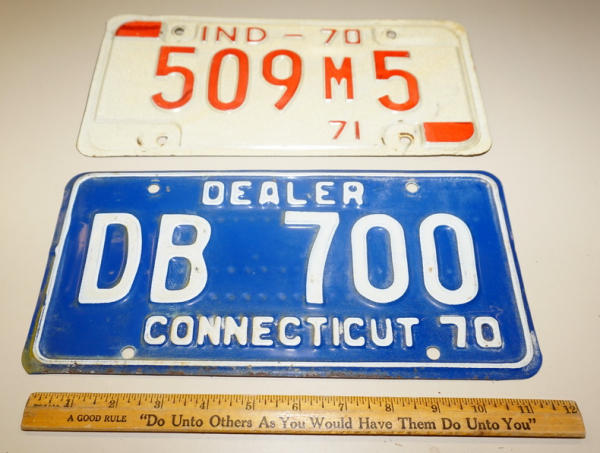 IND - 70
509 M 5
71
DEALER
DB 700
CONNECTICUT 70
1 2 3 4 5 6 7 8 9 10 11 12
A GOOD RULE "Do Unto Others As You Would Have Them Do Unto You"